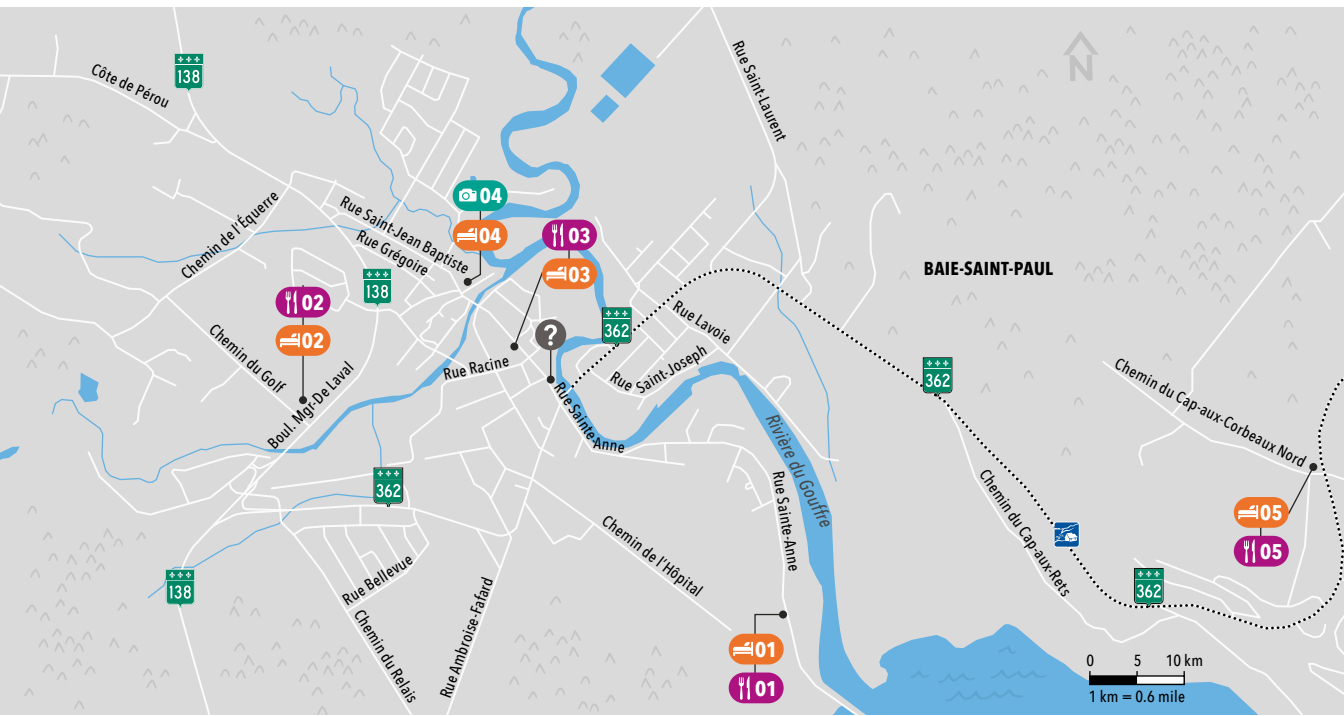 138
Côte de Pérou
Rue Saint-Laurent
N
04
Rue Saint-Jean Baptiste
Chemin de l'Équerre
Rue Grégoire
04
03
BAIE-SAINT-PAUL
03
138
02
362
Rue Lavoie
?
02
Chemin du Golf
Rue Racine
Rue Saint-Joseph
362
Chemin du Cap-aux-Corbeaux Nord
Boul. Mgr-De Laval
Rue Sainte Anne
Rivière du Gouffre
362
Rue Sainte-Anne
Chemin du Cap-aux-Rets
05
05
Chemin de l'Hôpital
138
Rue Bellevue
362
Chemin du Relais
Rue Ambroise-Fafard
01
01
0 5 10 km
1 km = 0.6 mile